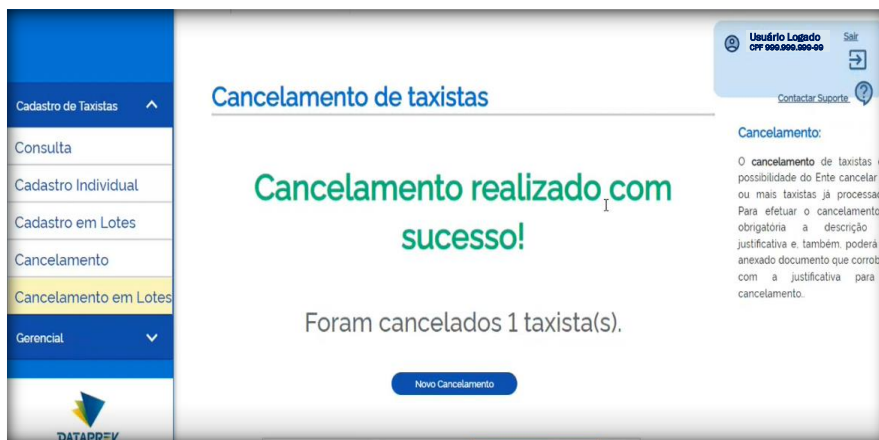 Cadastro de Taxistas
Consulta
Cadastro Individual
Cadastro em Lotes
Cancelamento
Cancelamento em Lotes
Gerencial
DATAPREV
Cancelamento de taxistas
Cancelamento realizado com
sucesso!
Foram cancelados 1 taxista(s).
Novo Cancelamento
Usuário Logado
CPF 999.999.999-99
Sair
Contactar Suporte
Cancelamento:
O cancelamento de taxistas
possibilidade do Ente cancelar
ou mais taxistas já
Para efetuar o cancelamento
obrigatória a descrição
justificativa e, também, poderá
anexado documento que
com a justificativa para
cancelamento.